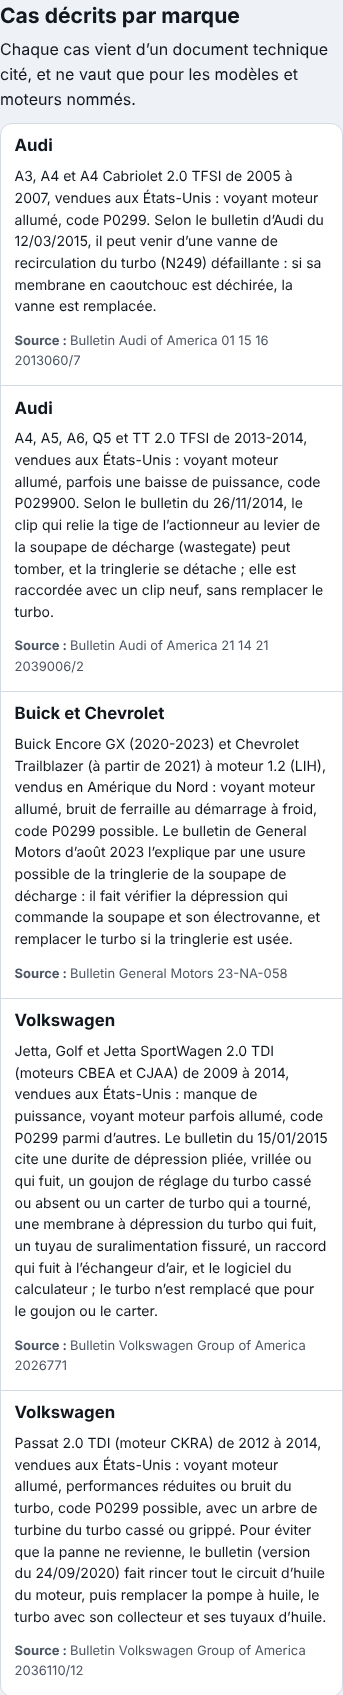 Cas décrits par marque
Chaque cas vient d’un document technique
cité, et ne vaut que pour les modèles et
moteurs nommés.
Audi
A3, A4 et A4 Cabriolet 2.0 TFSI de 2005 à
2007, vendues aux États-Unis : voyant moteur
allumé, code P0299. Selon le bulletin d’Audi du
12/03/2015, il peut venir d’une vanne de
recirculation du turbo (N249) défaillante : si sa
membrane en caoutchouc est déchirée, la
vanne est remplacée.
Source : Bulletin Audi of America 01 15 16
2013060/7
Audi
A4, A5, A6, Q5 et TT 2.0 TFSI de 2013-2014,
vendues aux États-Unis : voyant moteur
allumé, parfois une baisse de puissance, code
P029900. Selon le bulletin du 26/11/2014, le
clip qui relie la tige de l’actionneur au levier de
la soupape de décharge (wastegate) peut
tomber, et la tringlerie se détache ; elle est
raccordée avec un clip neuf, sans remplacer le
turbo.
Source : Bulletin Audi of America 21 14 21
2039006/2
Buick et Chevrolet
Buick Encore GX (2020-2023) et Chevrolet
Trailblazer (à partir de 2021) à moteur 1.2 (LIH),
vendus en Amérique du Nord : voyant moteur
allumé, bruit de ferraille au démarrage à froid,
code P0299 possible. Le bulletin de General
Motors d’août 2023 l’explique par une usure
possible de la tringlerie de la soupape de
décharge : il fait vérifier la dépression qui
commande la soupape et son électrovanne, et
remplacer le turbo si la tringlerie est usée.
Source : Bulletin General Motors 23-NA-058
Volkswagen
Jetta, Golf et Jetta SportWagen 2.0 TDI
(moteurs CBEA et CJAA) de 2009 à 2014,
vendues aux États-Unis : manque de
puissance, voyant moteur parfois allumé, code
P0299 parmi d’autres. Le bulletin du 15/01/2015
cite une durite de dépression pliée, vrillée ou
qui fuit, un goujon de réglage du turbo cassé
ou absent ou un carter de turbo qui a tourné,
une membrane à dépression du turbo qui fuit,
un tuyau de suralimentation fissuré, un raccord
qui fuit à l’échangeur d’air, et le logiciel du
calculateur ; le turbo n’est remplacé que pour
le goujon ou le carter.
Source : Bulletin Volkswagen Group of America
2026771
Volkswagen
Passat 2.0 TDI (moteur CKRA) de 2012 à 2014,
vendues aux États-Unis : voyant moteur
allumé, performances réduites ou bruit du
turbo, code P0299 possible, avec un arbre de
turbine du turbo cassé ou grippé. Pour éviter
que la panne ne revienne, le bulletin (version
du 24/09/2020) fait rincer tout le circuit d’huile
du moteur, puis remplacer la pompe à huile, le
turbo avec son collecteur et ses tuyaux d’huile.
Source : Bulletin Volkswagen Group of America
2036110/12